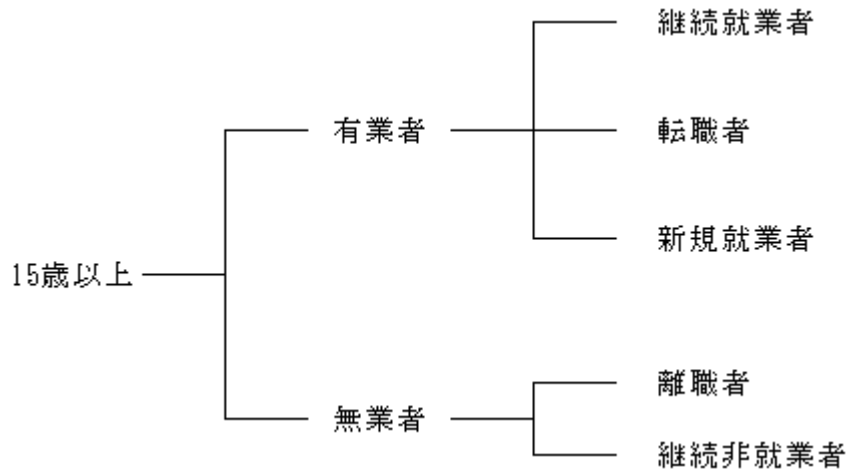 継続就業者
有業者
転職者
新規就業者
15歳以上
離職者
無業者
継続非就業者